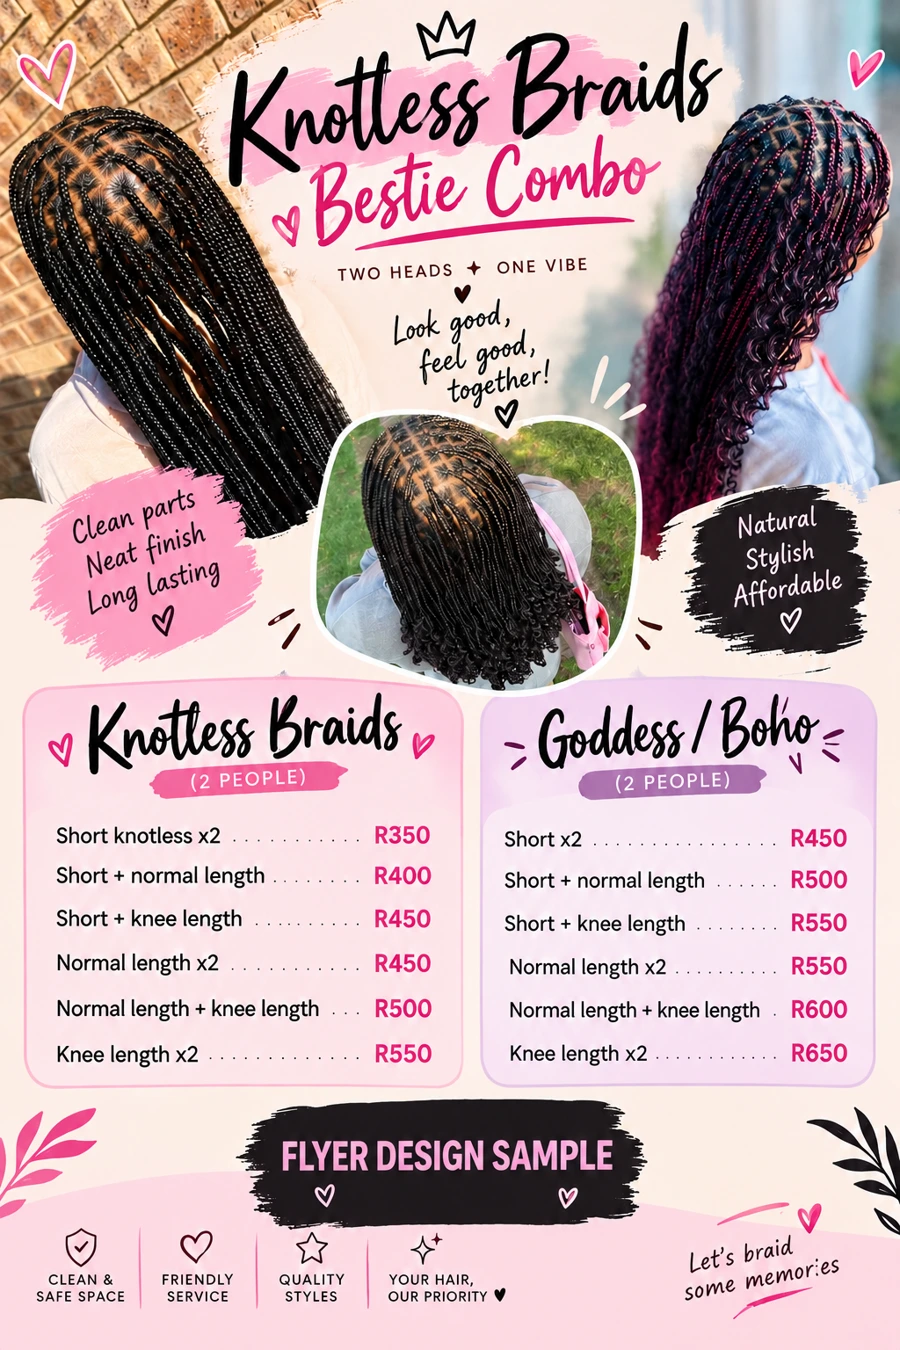 Knotless Braids
Bestie Combo
TWO HEADS ✦ ONE VIBE
Look good,
feel good,
together!
Clean parts
Neat finish
Long lasting
Natural
Stylish
Affordable
Knotless Braids
(2 PEOPLE)
Short knotless x2 . . . . . . . . . . . R350
Short + normal length . . . . . . . . R400
Short + knee length . . . . . . . . . R450
Normal length x2 . . . . . . . . . . . R450
Normal length + knee length . . . R500
Knee length x2 . . . . . . . . . . . . . R550
Goddess / Boho
(2 PEOPLE)
Short x2 . . . . . . . . . . . . . . . . R450
Short + normal length . . . . . . R500
Short + knee length . . . . . . . . R550
Normal length x2 . . . . . . . . . R550
Normal length + knee length . R600
Knee length x2 . . . . . . . . . . . R650
FLYER DESIGN SAMPLE
CLEAN &
SAFE SPACE
FRIENDLY
SERVICE
QUALITY
STYLES
YOUR HAIR,
OUR PRIORITY ♥
Let's braid
some memories